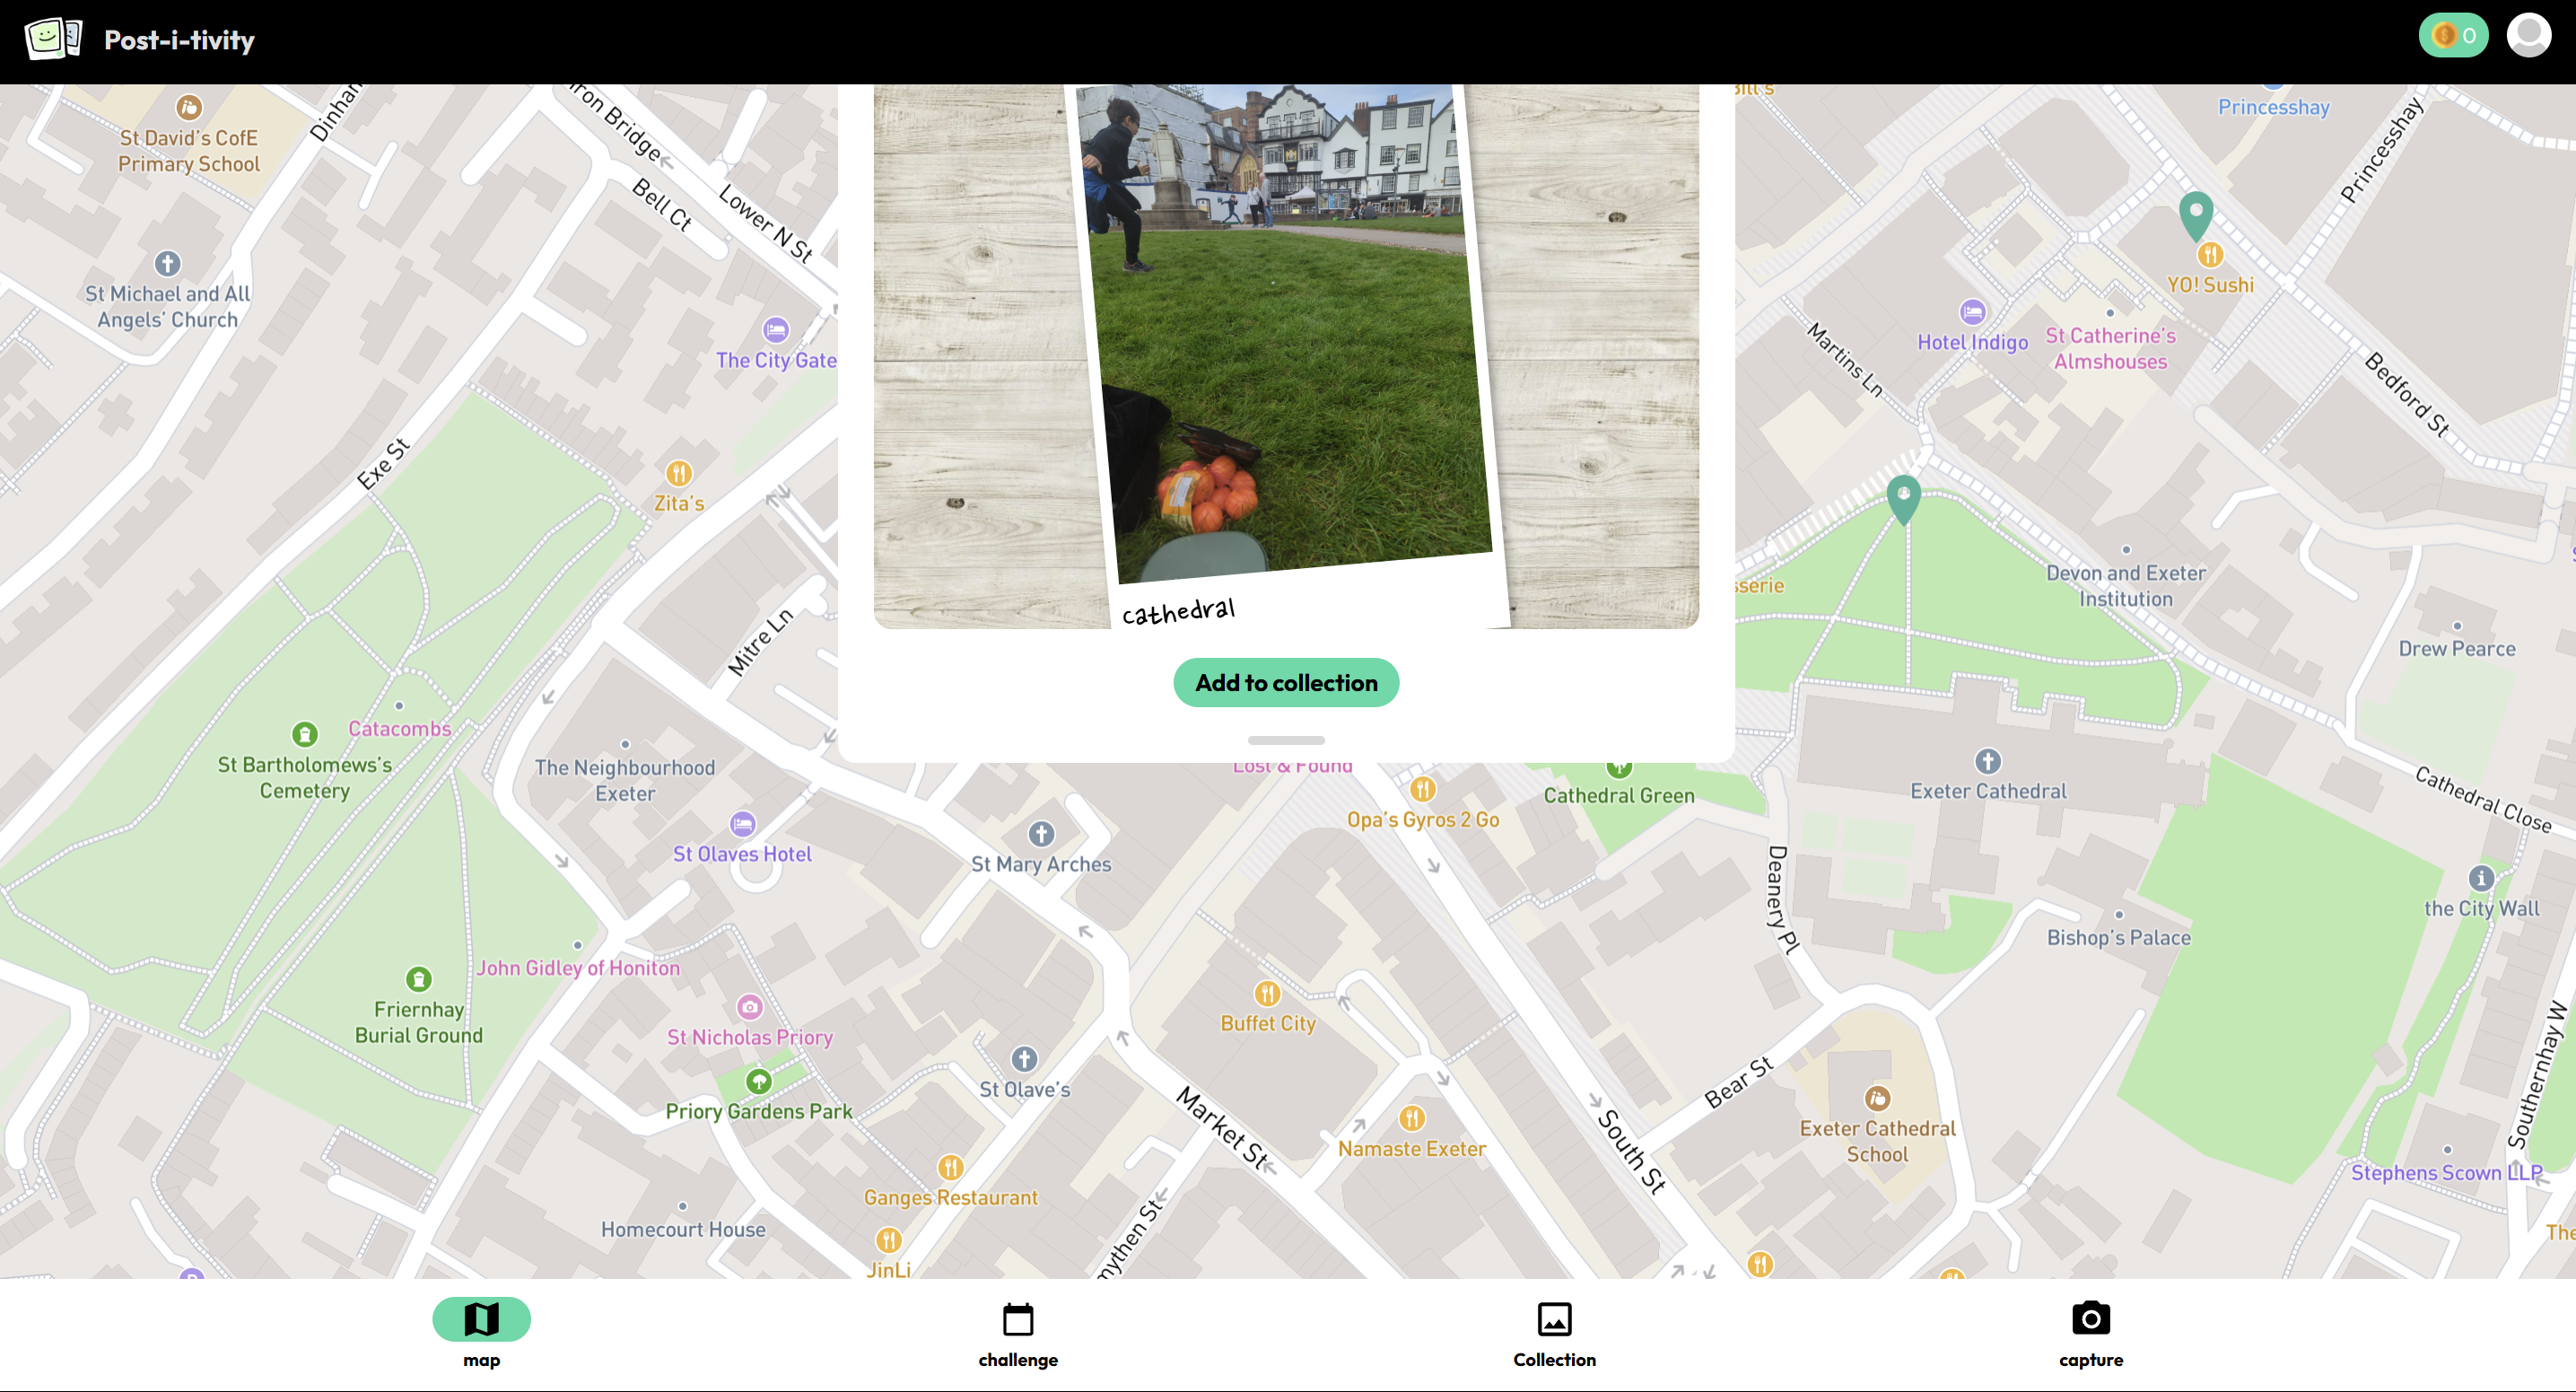 Post-i-tivity
0
Princesshay
Princesshay
Dinhan
Iron Bridge
St David's CofE
Primary School
Bell Ct
Lower N St
St Michael and All
Angels' Church
The City Gate
YO! Sushi
Hotel Indigo
St Catherine's
Almshouses
Martins Ln
Bedford St
Exe St
Zita's
Devon and Exeter
Institution
sserie
cathedral
Mitre Ln
Drew Pearce
Add to collection
Catacombs
St Bartholomews's
Cemetery
The Neighbourhood
Exeter
Lost & Found
Cathedral Green
Exeter Cathedral
Cathedral Close
Opa's Gyros 2 Go
St Olaves Hotel
St Mary Arches
Deanery Pl
the City Wall
Bishop's Palace
John Gidley of Honiton
Friernhay
Burial Ground
St Nicholas Priory
Buffet City
Southernhay W
St Olave's
Priory Gardens Park
Market St
Bear St
South St
Namaste Exeter
Exeter Cathedral
School
Stephens Scown LLP
Ganges Restaurant
Homecourt House
mythen St
The
JinLi
map
challenge
Collection
capture